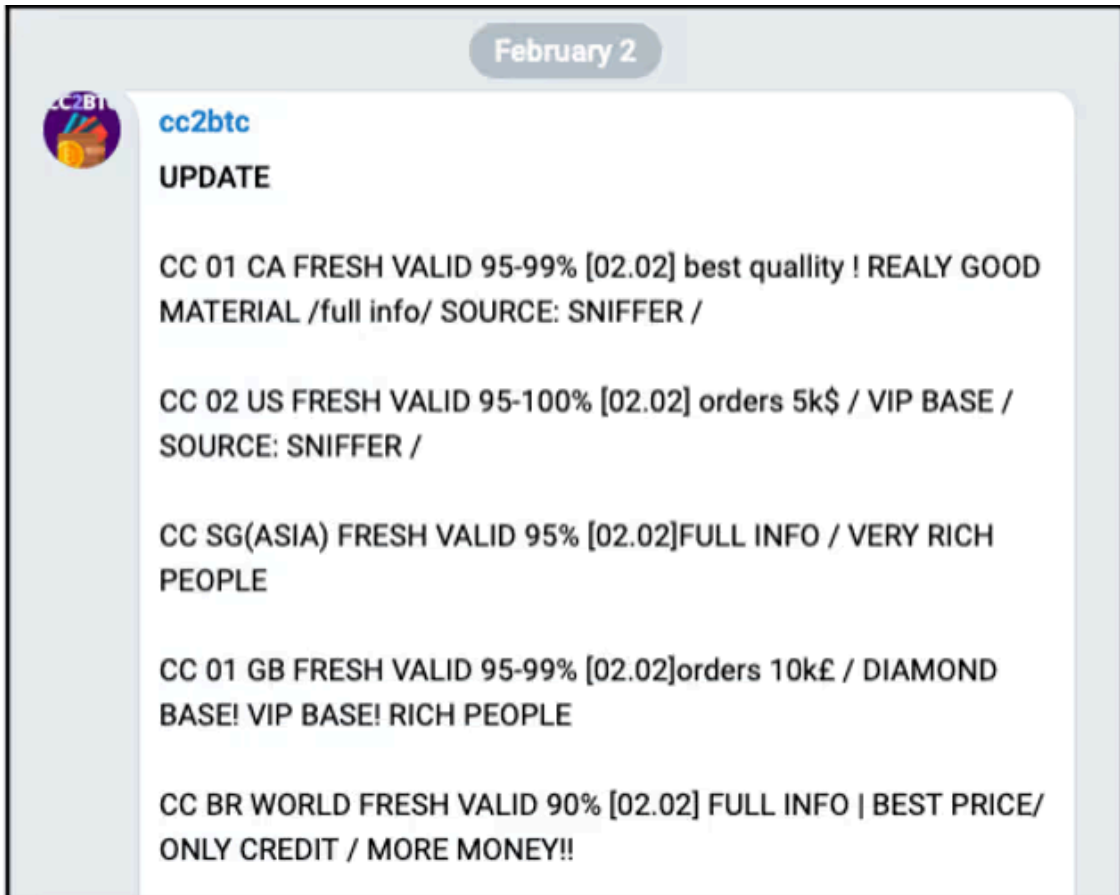 February 2
CC2BT
cc2btc
UPDATE
CC 01 CA FRESH VALID 95-99% [02.02] best quallity ! REALY GOOD
MATERIAL /full info/ SOURCE: SNIFFER /
CC 02 US FRESH VALID 95-100% [02.02] orders 5k$ / VIP BASE /
SOURCE: SNIFFER /
CC SG(ASIA) FRESH VALID 95% [02.02]FULL INFO / VERY RICH
PEOPLE
CC 01 GB FRESH VALID 95-99% [02.02]orders 10k£ / DIAMOND
BASE! VIP BASE! RICH PEOPLE
CC BR WORLD FRESH VALID 90% [02.02] FULL INFO | BEST PRICE/
ONLY CREDIT / MORE MONEY!!